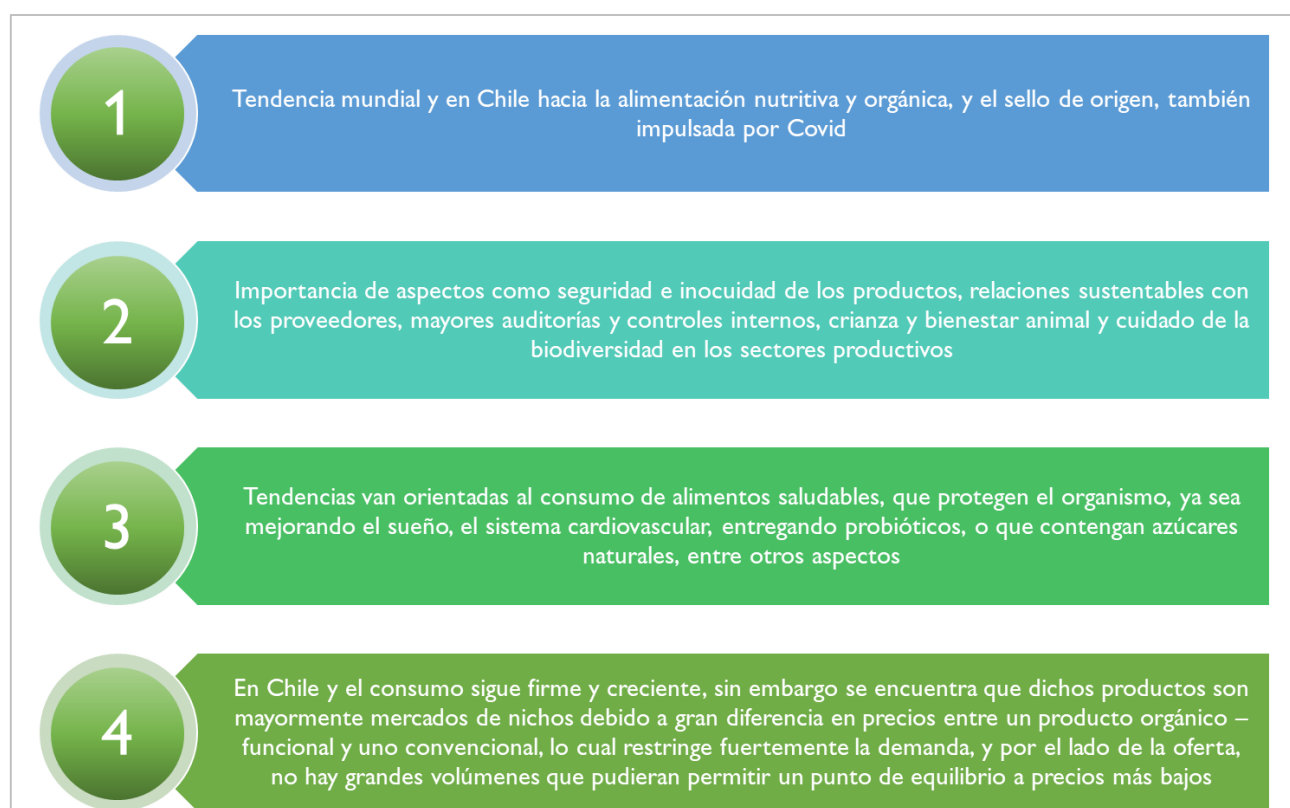 1
Tendencia mundial y en Chile hacia la alimentación nutritiva y orgánica, y el sello de origen, también
impulsada por Covid
2
Importancia de aspectos como seguridad e inocuidad de los productos, relaciones sustentables con
los proveedores, mayores auditorías y controles internos, crianza y bienestar animal y cuidado de la
biodiversidad en los sectores productivos
3
Tendencias van orientadas al consumo de alimentos saludables, que protegen el organismo, ya sea
mejorando el sueño, el sistema cardiovascular, entregando probióticos, o que contengan azúcares
naturales, entre otros aspectos
4
En Chile y el consumo sigue firme y creciente, sin embargo se encuentra que dichos productos son
mayormente mercados de nichos debido a gran diferencia en precios entre un producto orgánico –
funcional y uno convencional, lo cual restringe fuertemente la demanda, y por el lado de la oferta,
no hay grandes volúmenes que pudieran permitir un punto de equilibrio a precios más bajos